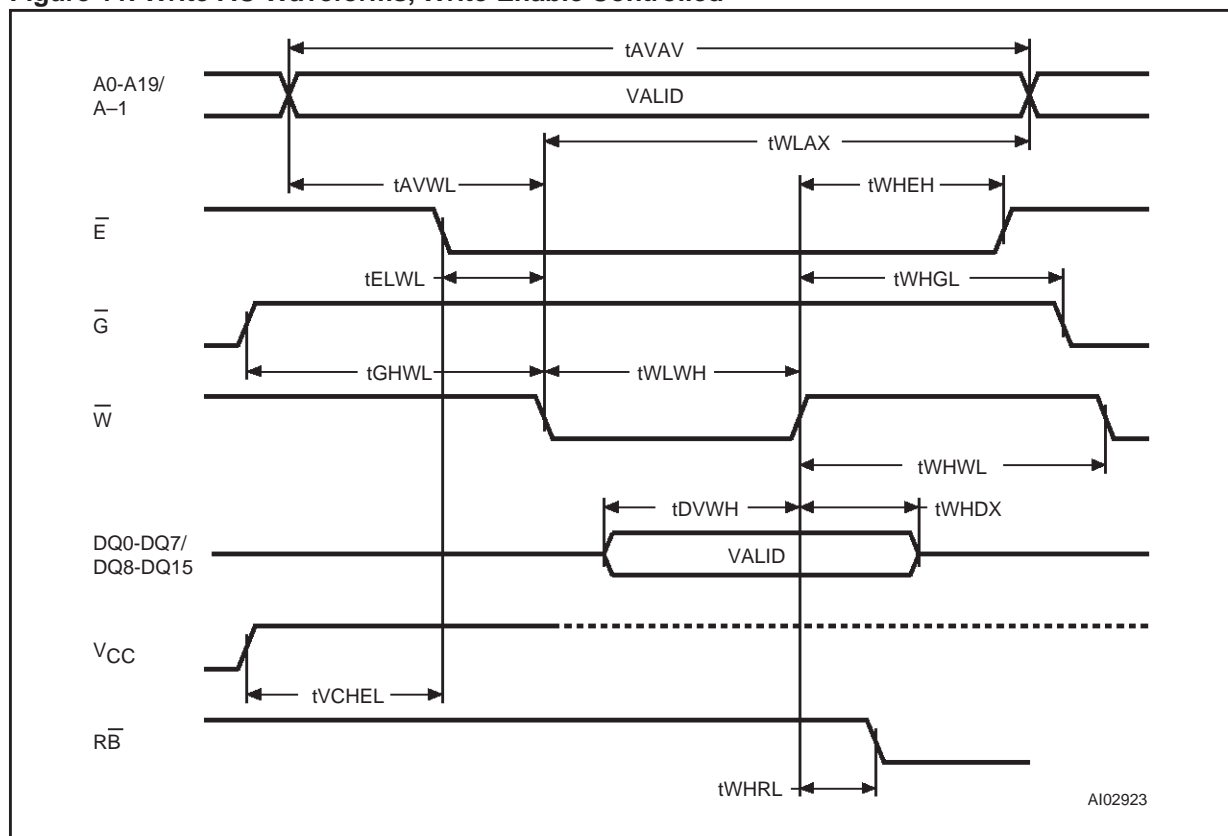 Figure Write AC Waveforms, Write Enable Controlled
tAVAV
A0-A19/
A–1
VALID
tWLAX
tAVWL
tWHEH
E̅
tELWL
tWHGL
G̅
tGHWL
tWLWH
W̅
tWHWL
tDVWH
tWHDX
DQ0-DQ7/
DQ8-DQ15
VALID
VCC
tVCHEL
RB̅
tWHRL
AI02923